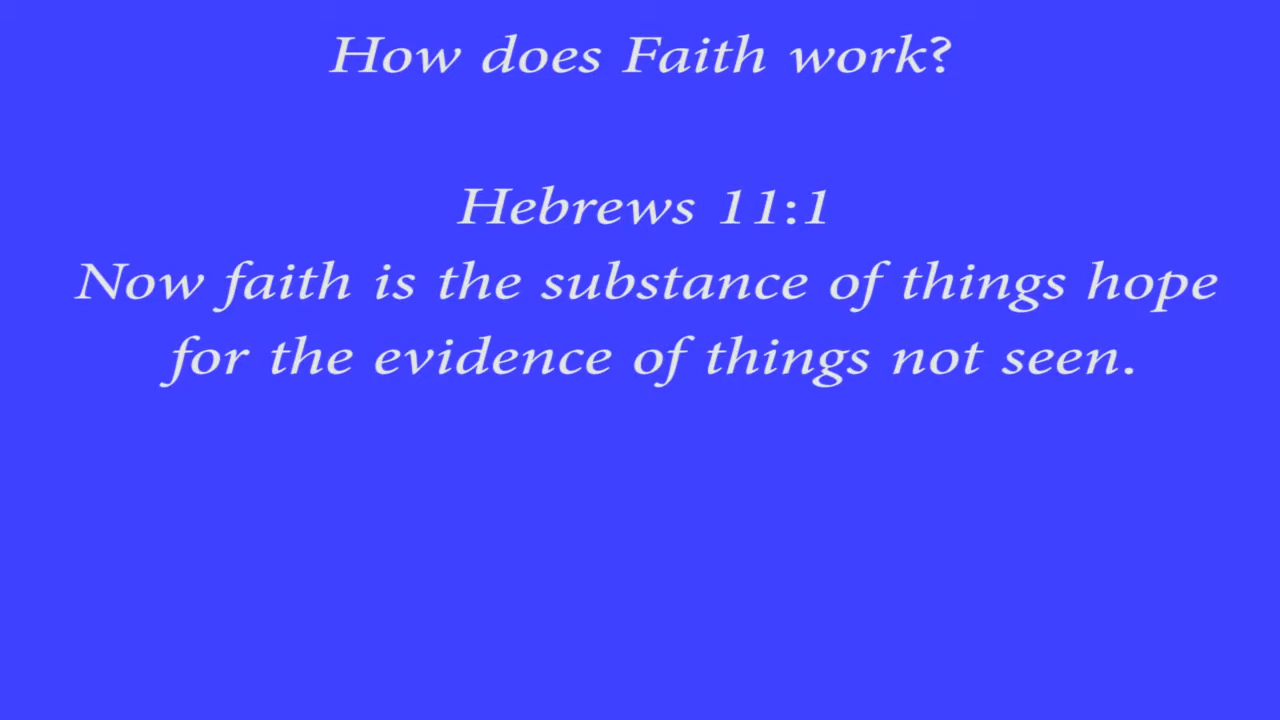 How does Faith work?
Hebrews 11:1
Now faith is the substance of things hope
for the evidence of things not seen.